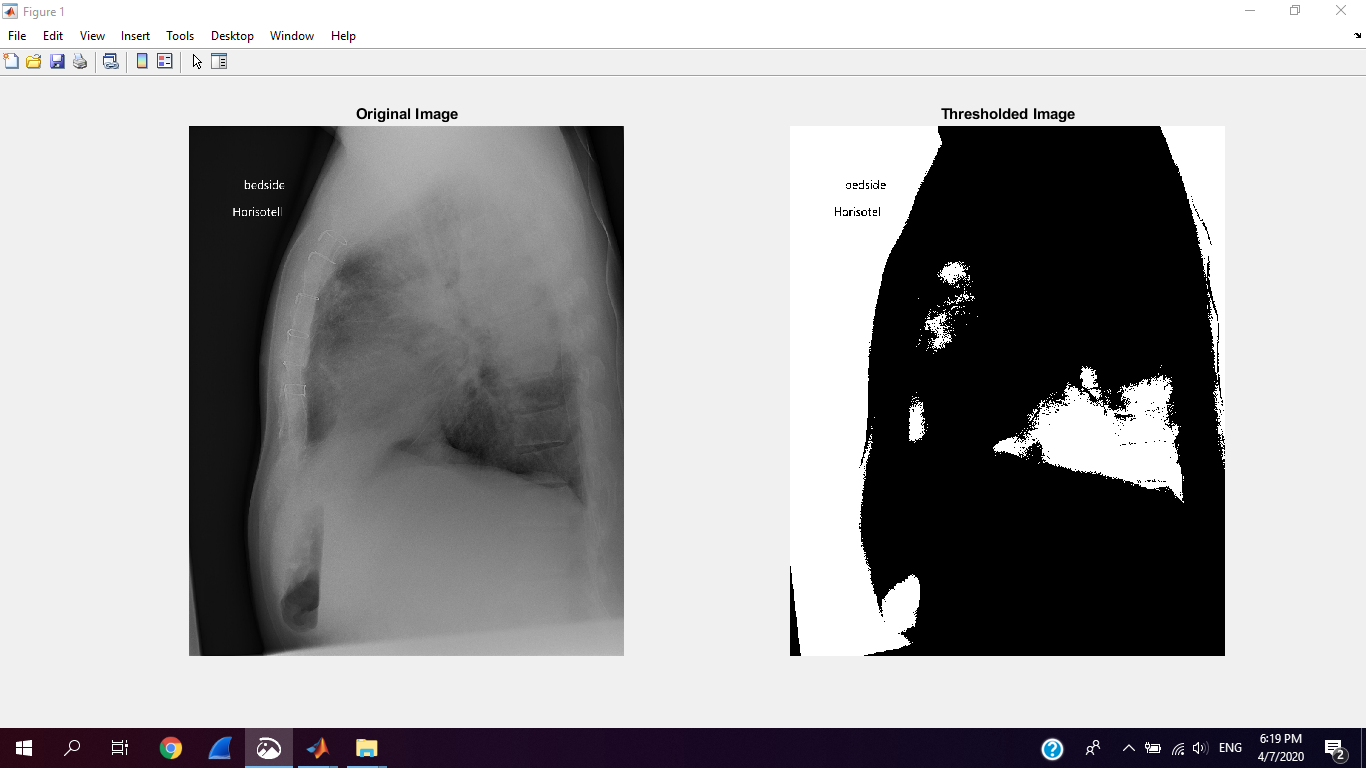 Figure 1
File Edit View Insert Tools Desktop Window Help
Original Image
bedside
Horisotell
Thresholded Image
bedside
Horisotel
ENG
6:19 PM
4/7/2020
2